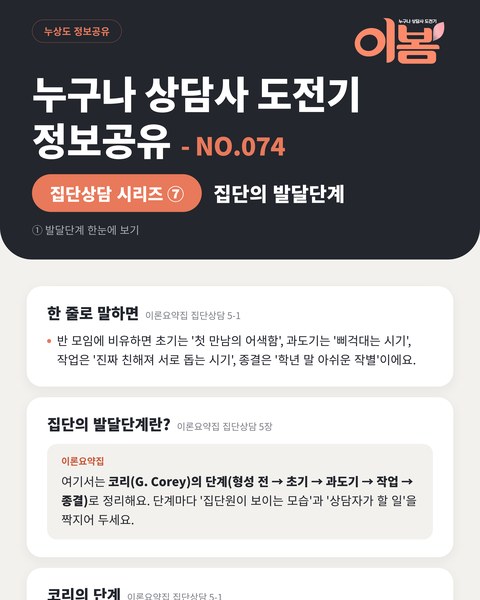 누상도 정보공유
누구나 상담사 도전기
이봄
누구나 상담사 도전기
정보공유 - NO.074
집단상담 시리즈 ⑦ 집단의 발달단계
① 발달단계 한눈에 보기
한 줄로 말하면 이론요약집 집단상담 5-1
• 반 모임에 비유하면 초기는 '첫 만남의 어색함', 과도기는 '삐걱대는 시기',
작업은 '진짜 친해져 서로 돕는 시기', 종결은 '학년 말 아쉬운 작별'이에요.
집단의 발달단계란? 이론요약집 집단상담 5장
이론요약집
여기서는 코리(G. Corey)의 단계(형성 전 → 초기 → 과도기 → 작업 →
종결)로 정리해요. 단계마다 '집단원이 보이는 모습'과 '상담자가 할 일'을
짝지어 두세요.
코리의 단계 이론요약집 집단상담 5-1